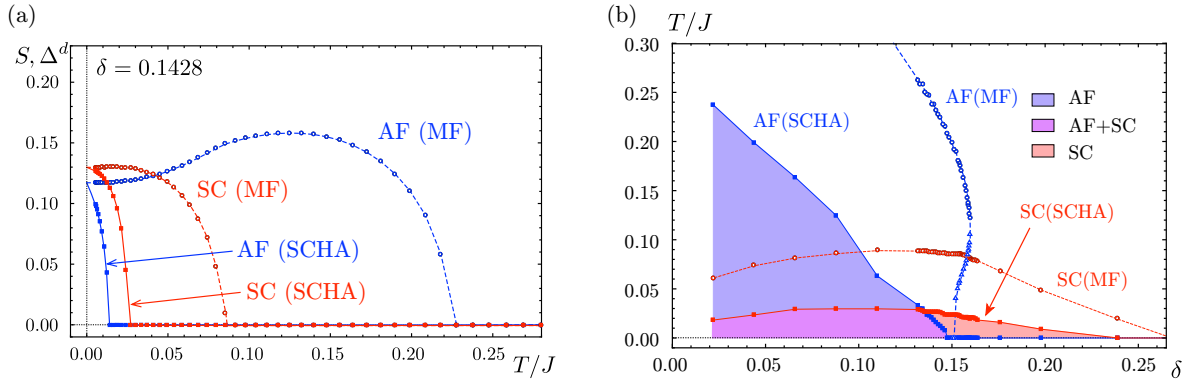 (a)
S, Δ^d
δ = 0.1428
0.20
0.15
0.10
0.05
0.00
AF (MF)
SC (MF)
AF (SCHA)
SC (SCHA)
0.00 0.05 0.10 0.15 0.20 0.25
T/J
(b)
T/J
0.30
0.25
0.20
0.15
0.10
0.05
0.00
AF(MF)
AF(SCHA)
AF
AF+SC
SC
SC(SCHA)
SC(MF)
0.00 0.05 0.10 0.15 0.20 0.25
δ